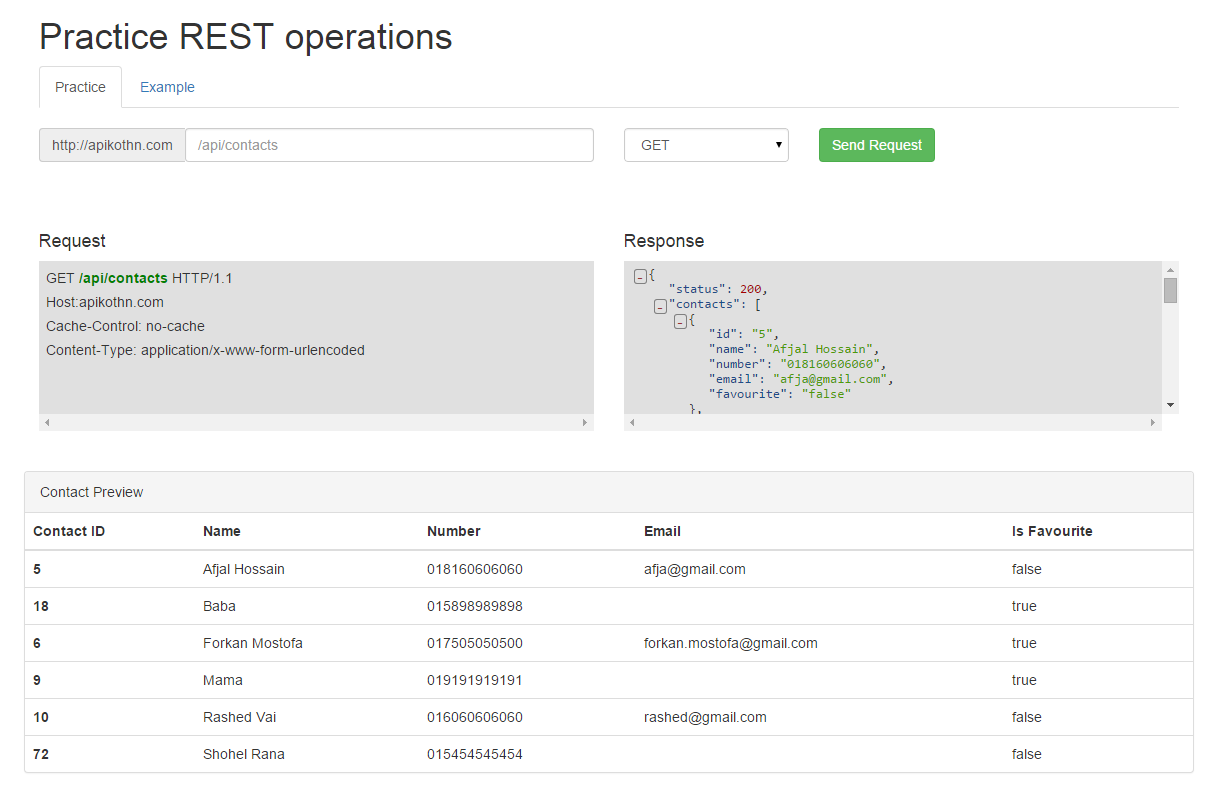 Practice REST operations
Practice Example
http://apikothn.com /api/contacts GET Send Request
Request
GET /api/contacts HTTP/1.1
Host:apikothn.com
Cache-Control: no-cache
Content-Type: application/x-www-form-urlencoded
Response
{
"status": 200,
"contacts": [
{
"id": "5",
"name": "Afjal Hossain",
"number": "018160606060",
"email": "afja@gmail.com",
"favourite": "false"
},
Contact Preview
Contact ID Name Number Email Is Favourite
5 Afjal Hossain 018160606060 afja@gmail.com false
18 Baba 015898989898 true
6 Forkan Mostofa 017505050500 forkan.mostofa@gmail.com true
9 Mama 019191919191 true
10 Rashed Vai 016060606060 rashed@gmail.com false
72 Shohel Rana 015454545454 false